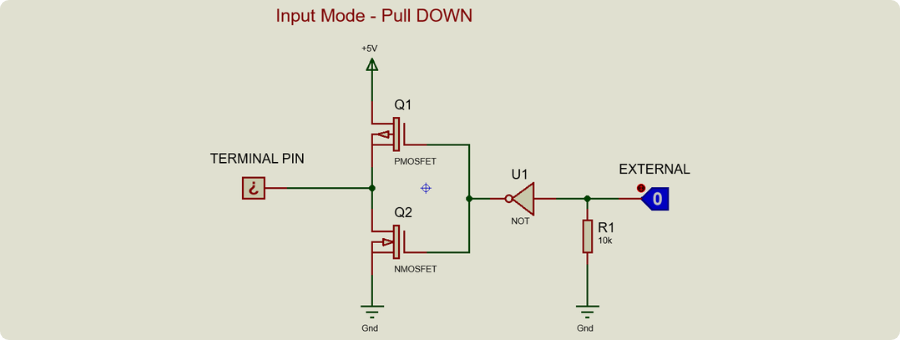 Input Mode - Pull DOWN
+5V
Q1
PMOSFET
TERMINAL PIN
¿
Q2
NMOSFET
Gnd
U1
NOT
EXTERNAL
0
R1
10k
Gnd